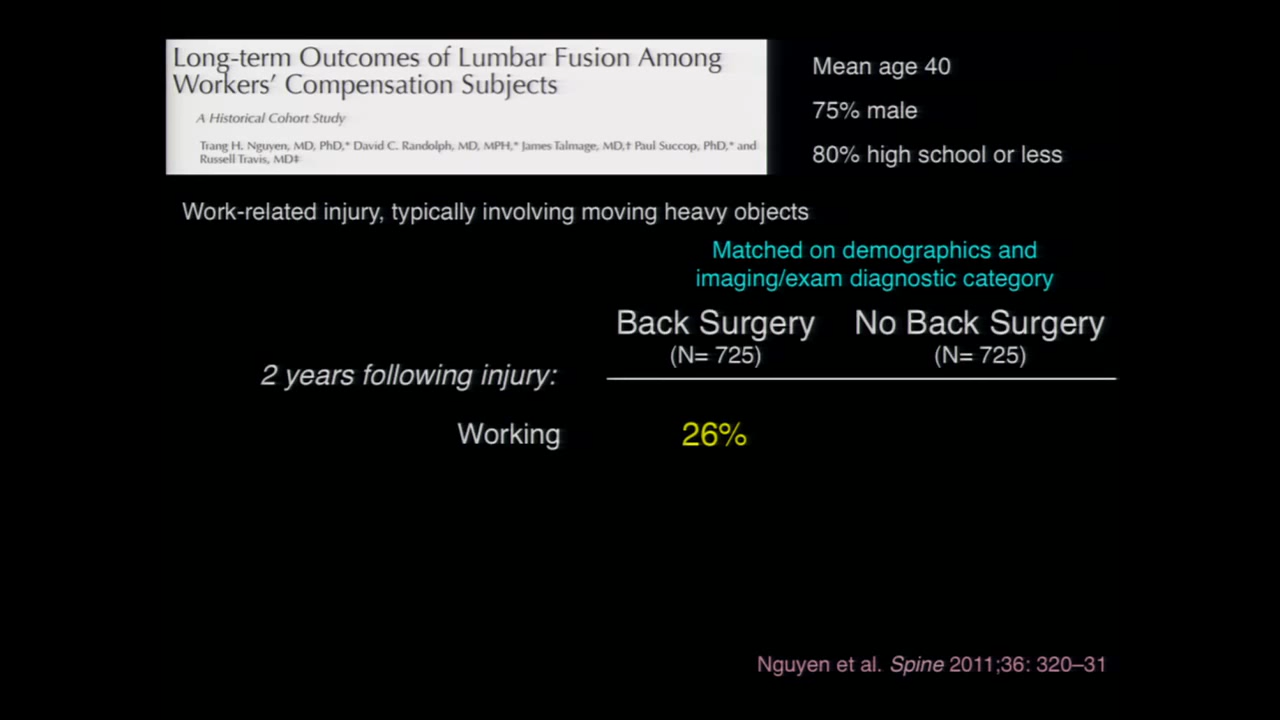 Long-term Outcomes of Lumbar Fusion Among
Workers' Compensation Subjects
A Historical Cohort Study
Trang H. Nguyen, MD, PhD,* David C. Randolph, MD, MPH,* James Talmage, MD,† Paul Succop, PhD,* and
Russell Travis, MD‡
Mean age 40
75% male
80% high school or less
Work-related injury, typically involving moving heavy objects
Matched on demographics and
imaging/exam diagnostic category
Back Surgery No Back Surgery
(N= 725) (N= 725)
2 years following injury:
Working 26%
Nguyen et al. Spine 2011;36: 320–31